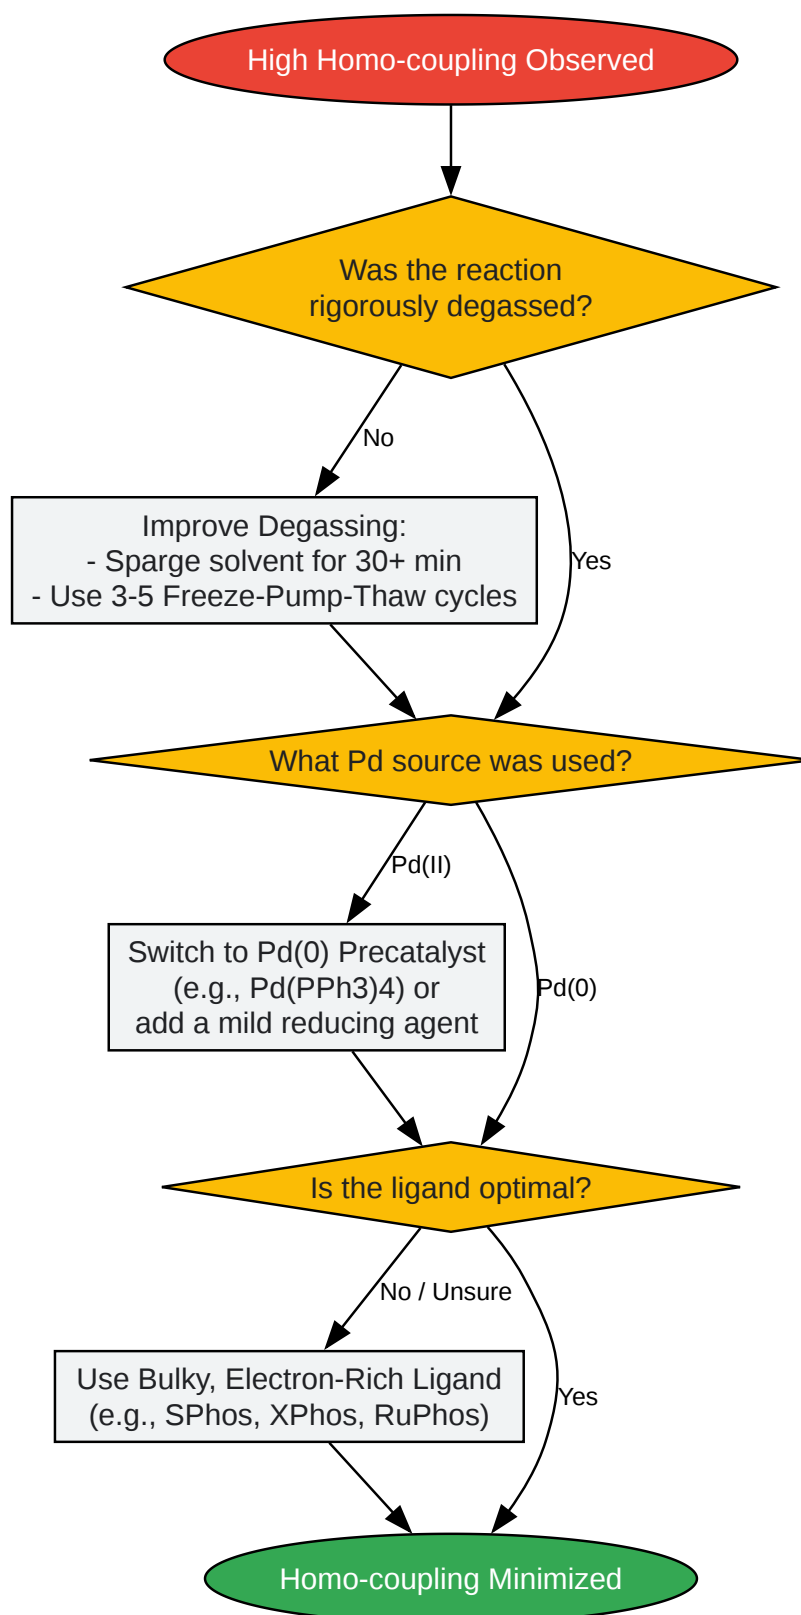 High Homo-coupling Observed
Was the reaction
rigorously degassed?
No
Improve Degassing:
- Sparge solvent for 30+ min
- Use 3-5 Freeze-Pump-Thaw cycles
Yes
What Pd source was used?
Pd(II)
Switch to Pd(0) Precatalyst
(e.g., Pd(PPh3)4) or
add a mild reducing agent
Pd(0)
Is the ligand optimal?
No / Unsure
Use Bulky, Electron-Rich Ligand
(e.g., SPhos, XPhos, RuPhos)
Yes
Homo-coupling Minimized